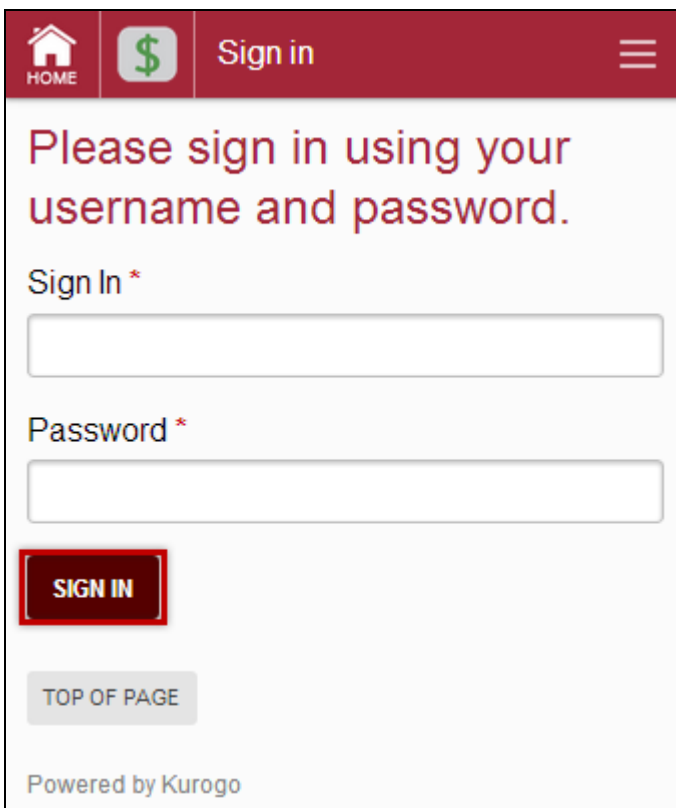 HOME
$
Sign in
Please sign in using your
username and password.
Sign In *
Password *
SIGN IN
TOP OF PAGE
Powered by Kurogo